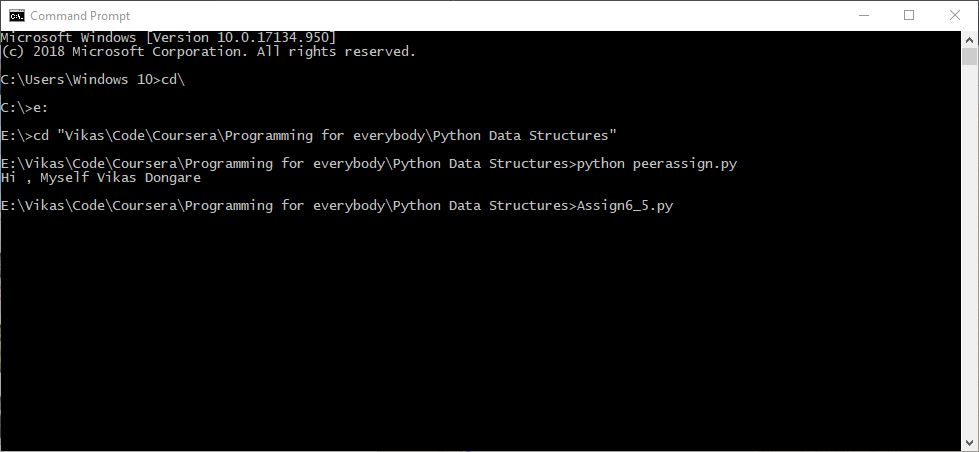 Command Prompt
Microsoft Windows [Version 10.0.17134.950]
(c) 2018 Microsoft Corporation. All rights reserved.
C:\Users\Windows 10>cd\
C:\>e:
E:\>cd "Vikas\Code\Coursera\Programming for everybody\Python Data Structures"
E:\Vikas\Code\Coursera\Programming for everybody\Python Data Structures>python peerassign.py
Hi , Myself Vikas Dongare
E:\Vikas\Code\Coursera\Programming for everybody\Python Data Structures>Assign6_5.py